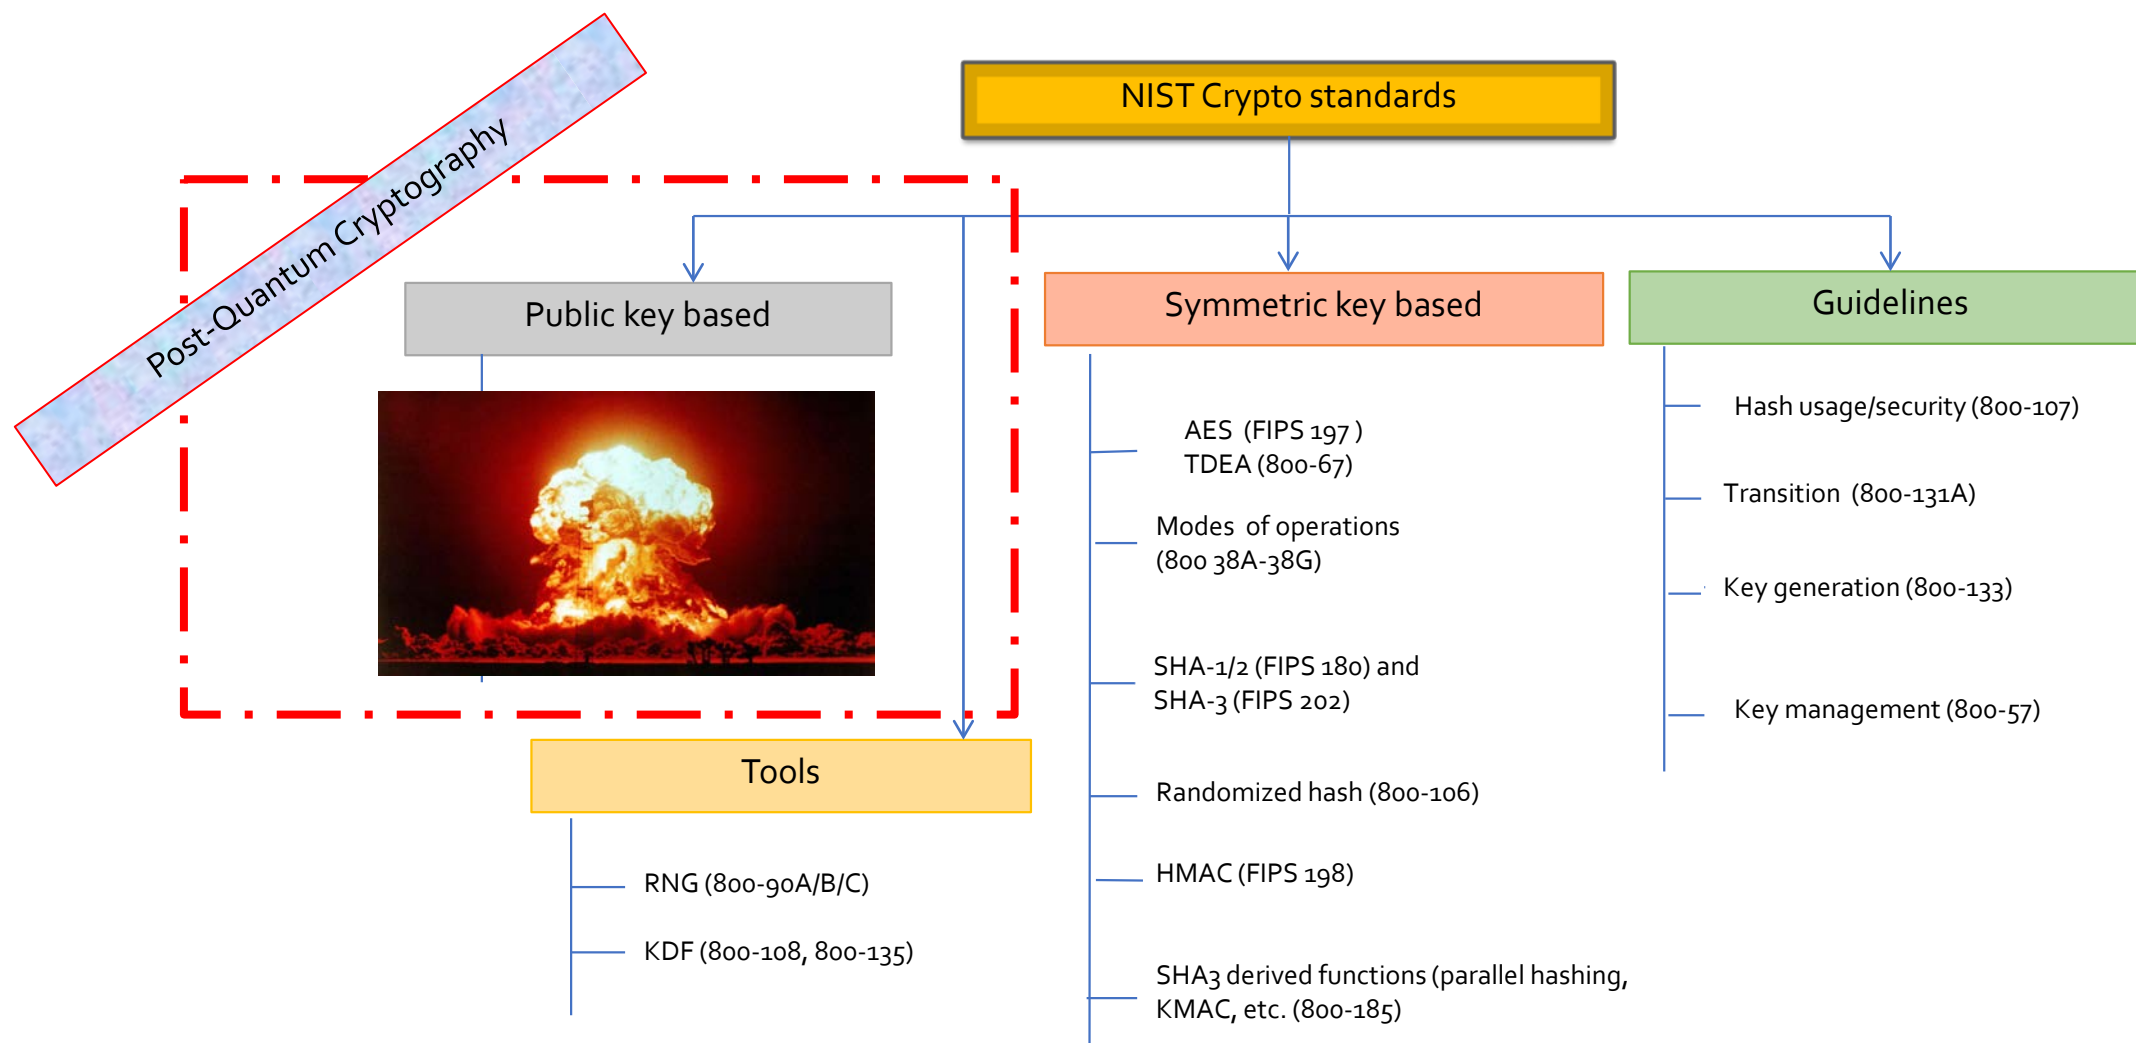 NIST Crypto standards
Post-Quantum Cryptography
Public key based
Symmetric key based
Guidelines
AES (FIPS 197 )
TDEA (800-67)
Modes of operations
(800 38A-38G)
SHA-1/2 (FIPS 180) and
SHA-3 (FIPS 202)
Randomized hash (800-106)
HMAC (FIPS 198)
SHA3 derived functions (parallel hashing,
KMAC, etc. (800-185)
Hash usage/security (800-107)
Transition (800-131A)
Key generation (800-133)
Key management (800-57)
Tools
RNG (800-90A/B/C)
KDF (800-108, 800-135)